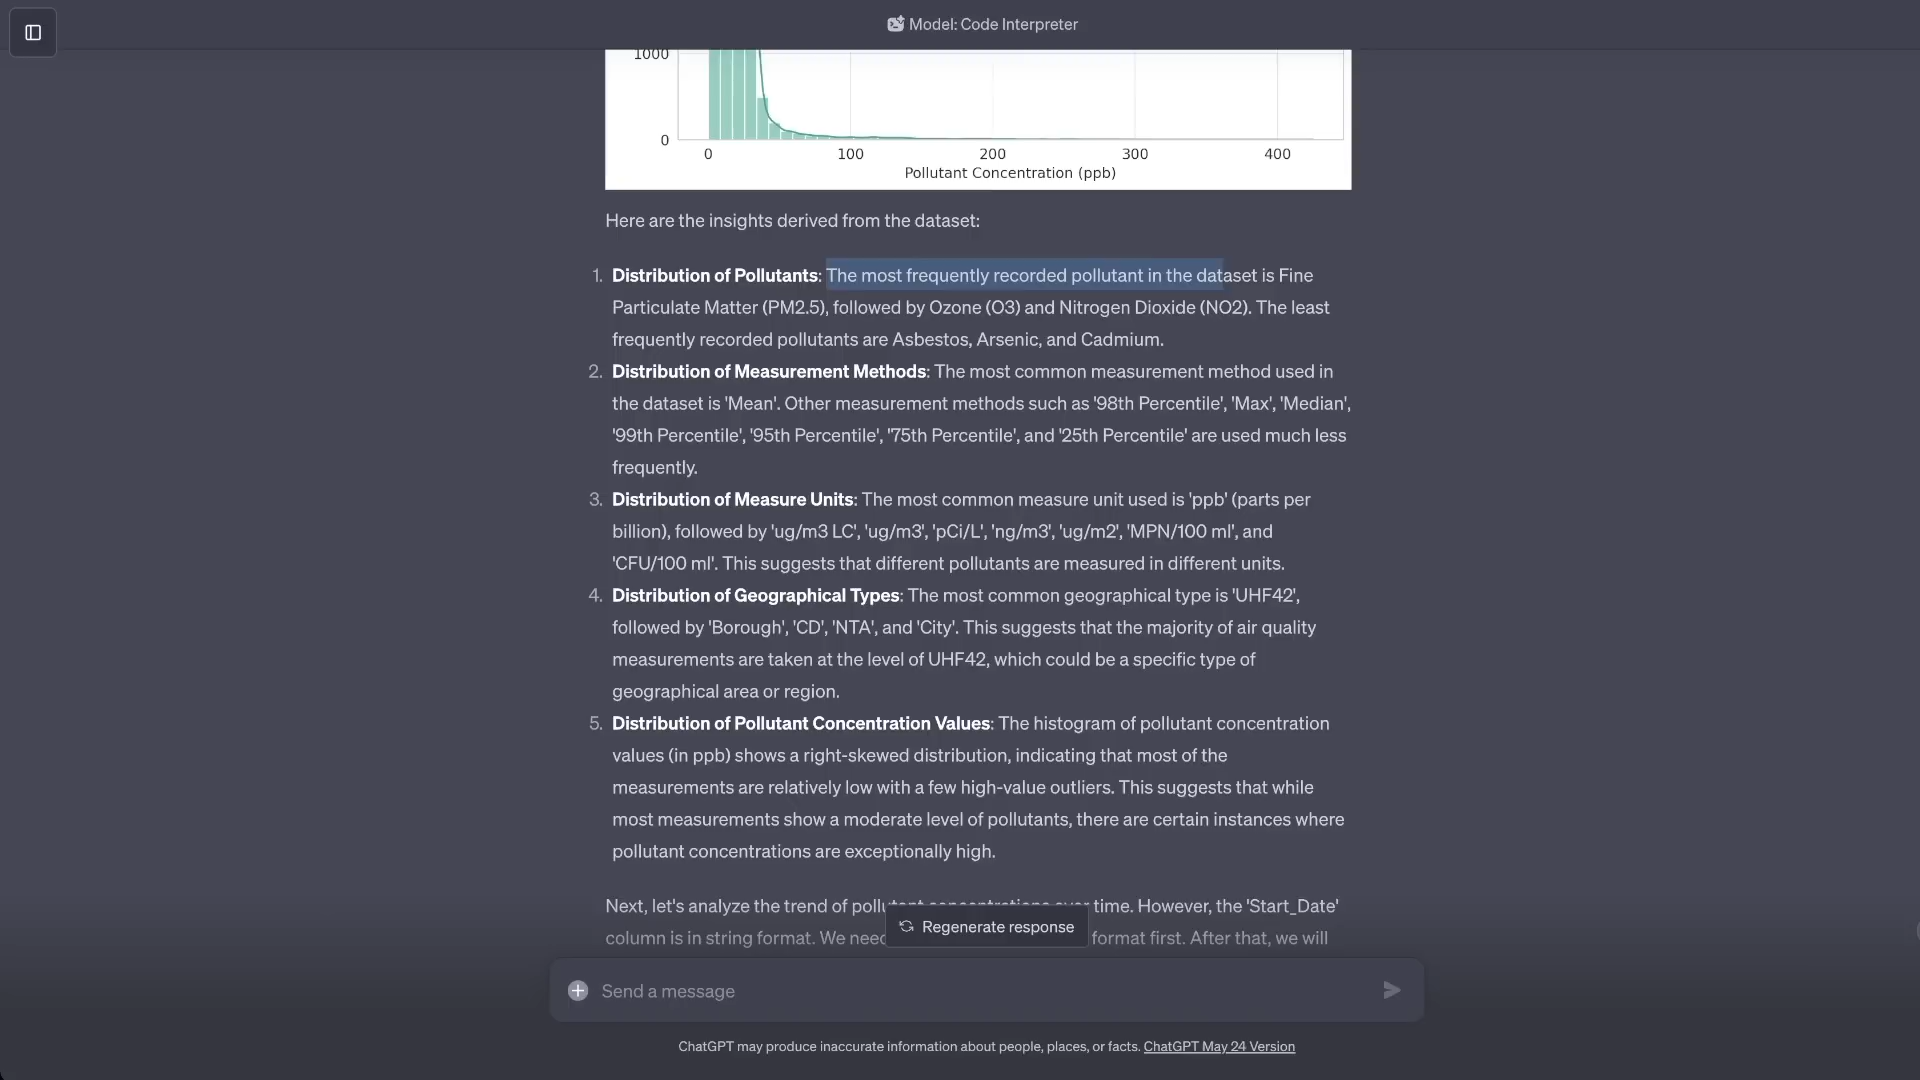 Model: Code Interpreter
1000
0
0 100 200 300 400
Pollutant Concentration (ppb)
Here are the insights derived from the dataset:
1. Distribution of Pollutants: The most frequently recorded pollutant in the dataset is Fine
Particulate Matter (PM2.5), followed by Ozone (O3) and Nitrogen Dioxide (NO2). The least
frequently recorded pollutants are Asbestos, Arsenic, and Cadmium.
2. Distribution of Measurement Methods: The most common measurement method used in
the dataset is 'Mean'. Other measurement methods such as '98th Percentile', 'Max', 'Median',
'99th Percentile', '95th Percentile', '75th Percentile', and '25th Percentile' are used much less
frequently.
3. Distribution of Measure Units: The most common measure unit used is 'ppb' (parts per
billion), followed by 'ug/m3 LC', 'ug/m3', 'pCi/L', 'ng/m3', 'ug/m2', 'MPN/100 ml', and
'CFU/100 ml'. This suggests that different pollutants are measured in different units.
4. Distribution of Geographical Types: The most common geographical type is 'UHF42',
followed by 'Borough', 'CD', 'NTA', and 'City'. This suggests that the majority of air quality
measurements are taken at the level of UHF42, which could be a specific type of
geographical area or region.
5. Distribution of Pollutant Concentration Values: The histogram of pollutant concentration
values (in ppb) shows a right-skewed distribution, indicating that most of the
measurements are relatively low with a few high-value outliers. This suggests that while
most measurements show a moderate level of pollutants, there are certain instances where
pollutant concentrations are exceptionally high.
Next, let's analyze the trend of pollutant concentrations over time. However, the 'Start_Date'
column is in string format. We need format first. After that, we will
Regenerate response
Send a message
ChatGPT may produce inaccurate information about people, places, or facts. ChatGPT May 24 Version